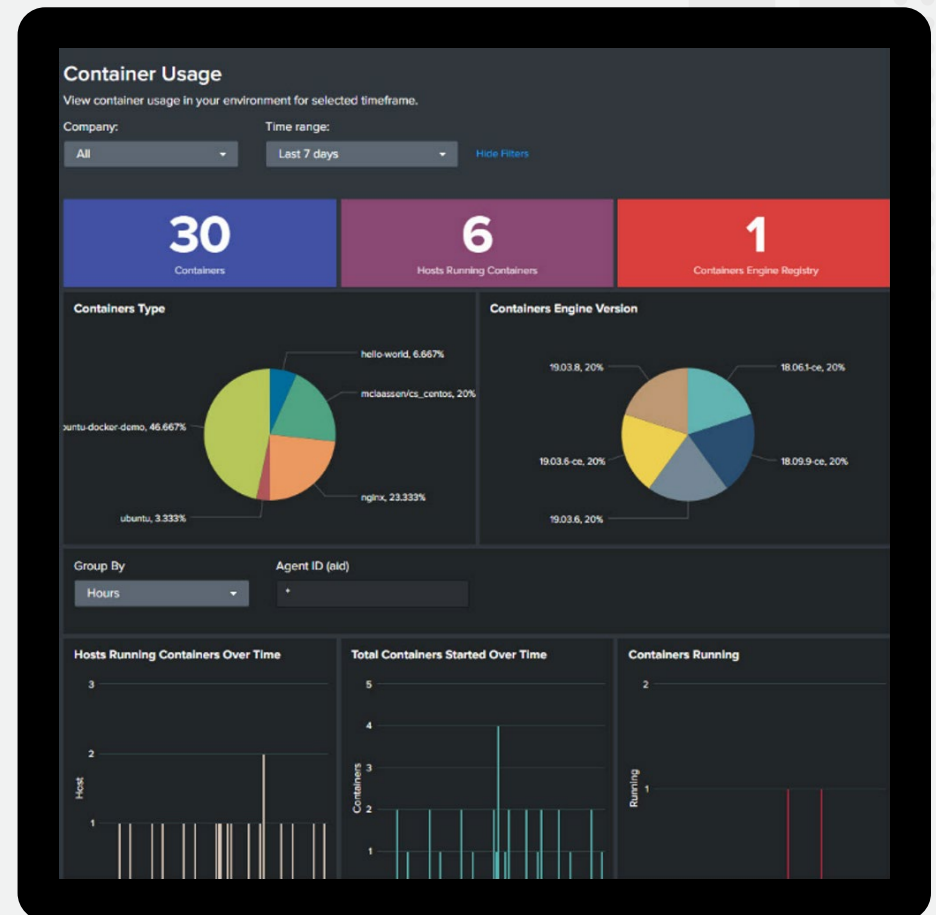 Container Usage
View container usage in your environment for selected timeframe.
Company:
Time range:
All
Last 7 days
Hide Filters
30
Containers
6
Hosts Running Containers
1
Containers Engine Registry
Containers Type
hello-world, 6.667%
mclaassen/cs_centos, 20%
untu-docker-demo, 46.667%
nginx, 23.333%
ubuntu, 3.333%
Containers Engine Version
19.03.8, 20%
18.06.1-ce, 20%
19.03.6-ce, 20%
18.09.9-ce, 20%
19.03.6, 20%
Group By
Agent ID (aid)
Hours
*
Hosts Running Containers Over Time
3
2
Host
1
Total Containers Started Over Time
5
4
3
Containers
2
1
Containers Running
2
Running
1